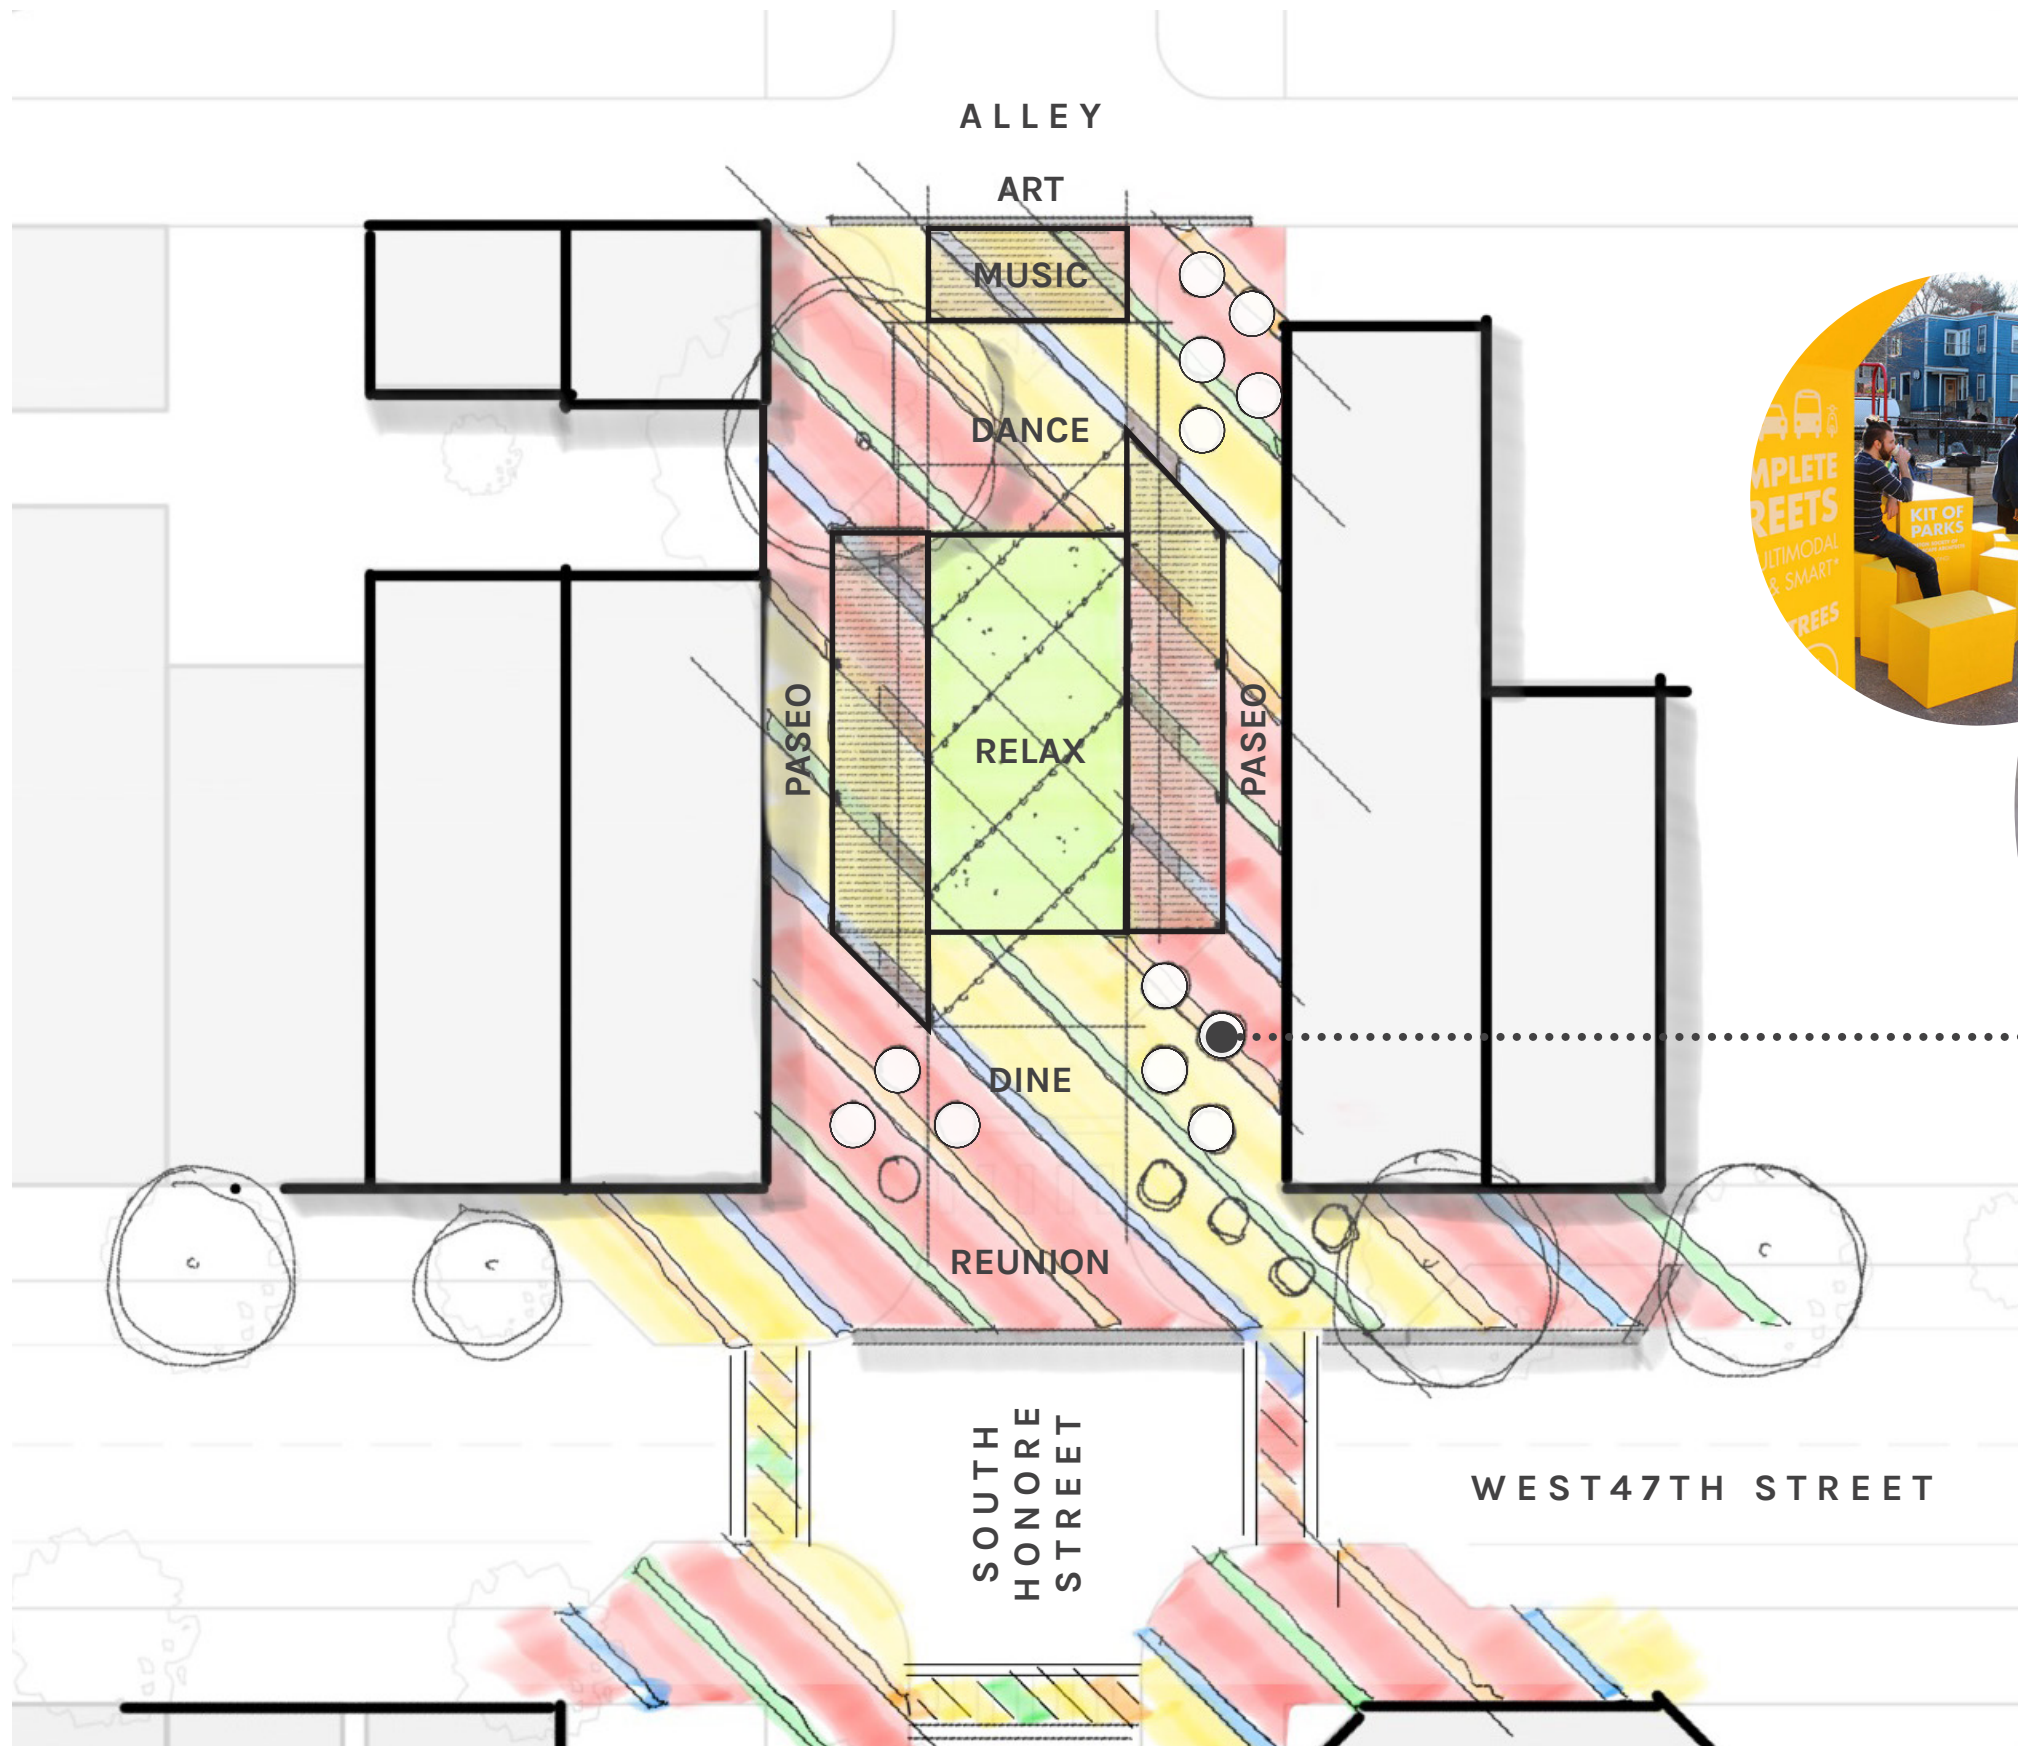 ALLEY
ART
MUSIC
DANCE
PASEO
RELAX
PASEO
DINE
REUNION
SOUTH
HONORE
STREET
WEST47TH STREET
MPLETE
REETS
ULTIMODAL
& SMART*
TREES
KIT OF
PARKS